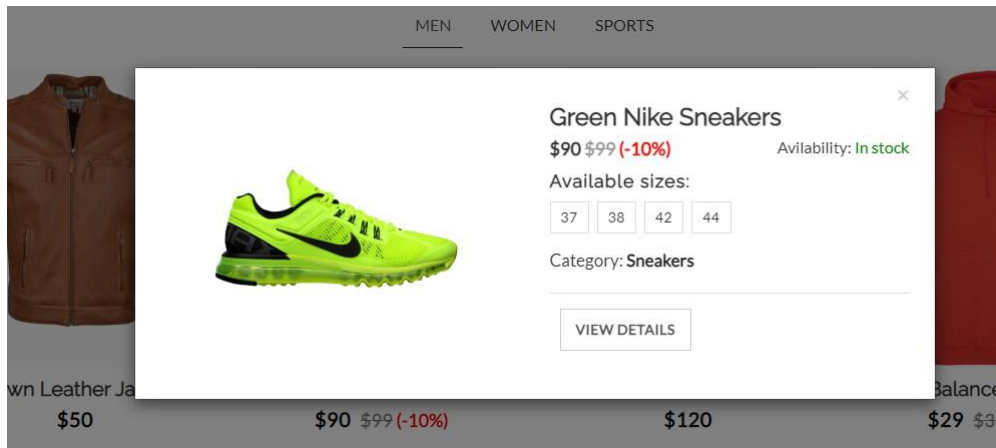 MEN WOMEN SPORTS
×
Green Nike Sneakers
$90 $99 (-10%) Avilability: In stock
Available sizes:
37 38 42 44
Category: Sneakers
VIEW DETAILS
wn Leather Ja Balance
$50 $90 $99 (-10%) $120 $29 $3